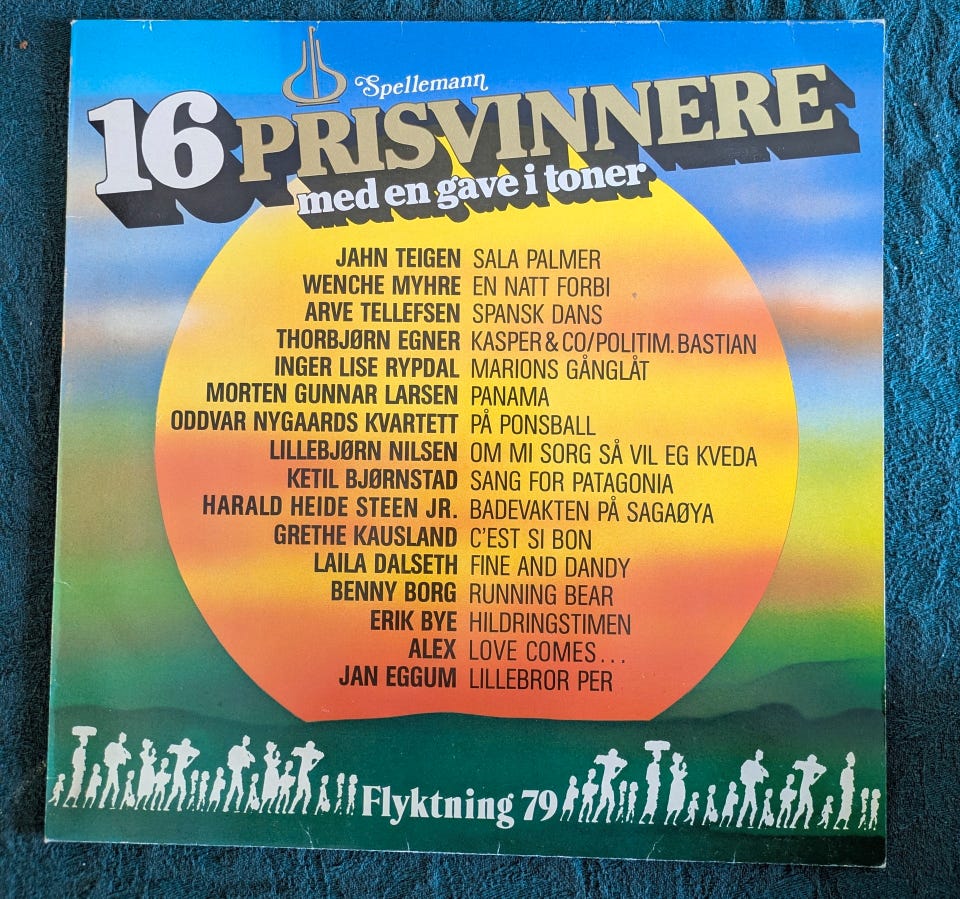 Spellemann
16 PRISVINNERE
med en gave i toner
JAHN TEIGEN SALA PALMER
WENCHE MYHRE EN NATT FORBI
ARVE TELLEFSEN SPANSK DANS
THORBJØRN EGNER KASPER & CO/POLITIM. BASTIAN
INGER LISE RYPDAL MARIONS GÅNGLÅT
MORTEN GUNNAR LARSEN PANAMA
ODDVAR NYGAARDS KVARTETT PÅ PONSBALL
LILLEBJØRN NILSEN OM MI SORG SÅ VIL EG KVEDA
KETIL BJØRNSTAD SANG FOR PATAGONIA
HARALD HEIDE STEEN JR. BADEVAKTEN PÅ SAGAØYA
GRETHE KAUSLAND C'EST SI BON
LAILA DALSETH FINE AND DANDY
BENNY BORG RUNNING BEAR
ERIK BYE HILDRINGSTIMEN
ALEX LOVE COMES...
JAN EGGUM LILLEBROR PER
Flyktning 79